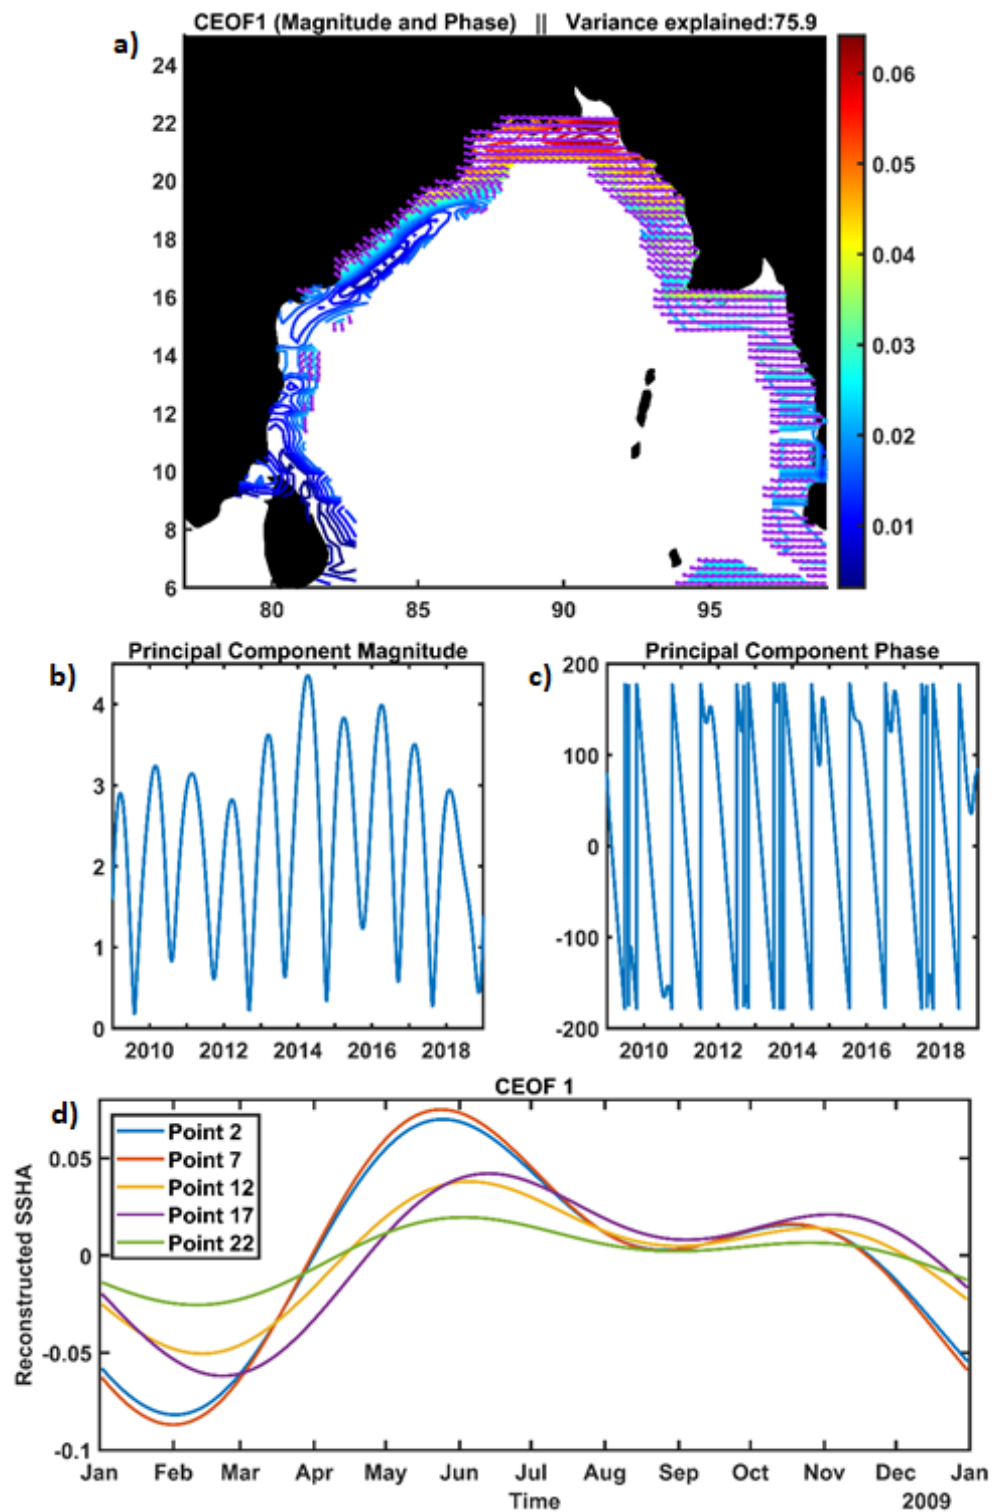 CEOF1 (Magnitude and Phase) || Variance explained:75.9
a)
24
22
20
18
16
14
12
10
8
6
80 85 90 95
0.06
0.05
0.04
0.03
0.02
0.01
b) Principal Component Magnitude
4
3
2
1
0
2010 2012 2014 2016 2018
c) Principal Component Phase
200
100
0
-100
-200
2010 2012 2014 2016 2018
CEOF 1
d)
Point 2
Point 7
Point 12
Point 17
Point 22
Reconstructed SSHA
0.05
0
-0.05
-0.1
Jan Feb Mar Apr May Jun Jul Aug Sep Oct Nov Dec Jan
Time 2009